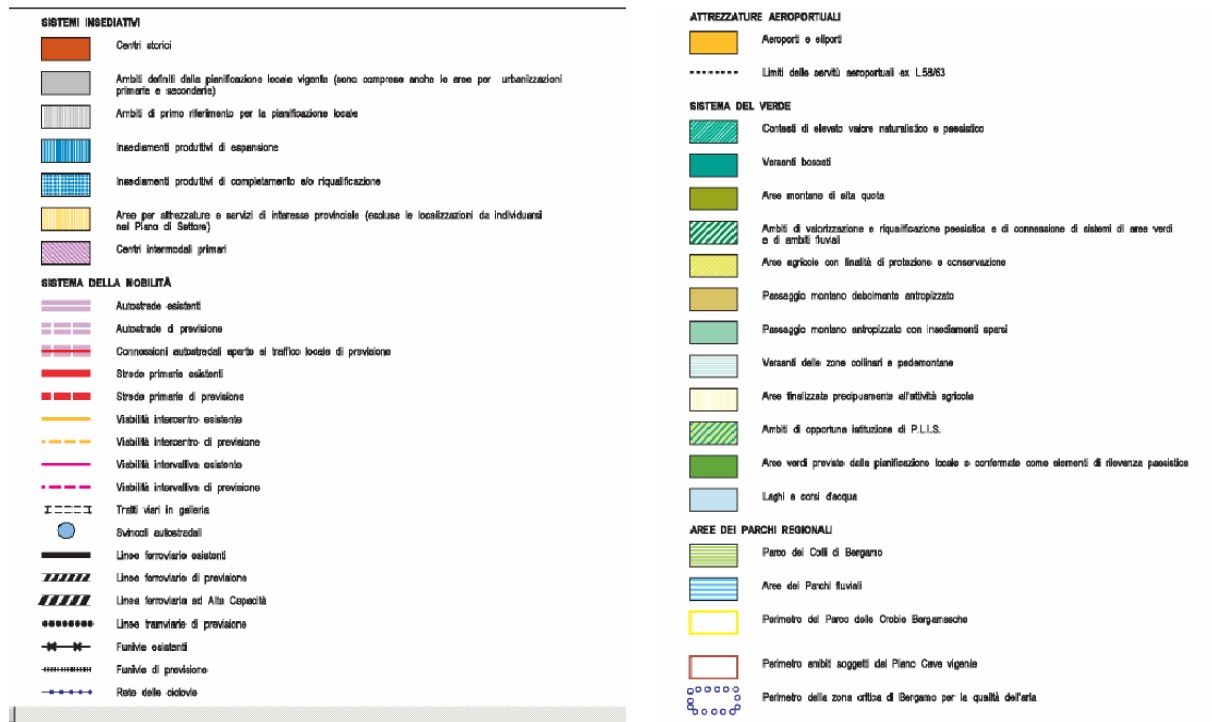 SISTEMI INSEDIATIVI
Centri storici
Ambiti definiti dalla pianificazione locale vigente (sono comprese anche le aree per urbanizzazioni
primarie e secondarie)
Ambiti di primo riferimento per la pianificazione locale
Insediamenti produttivi di espansione
Insediamenti produttivi di completamento e/o riqualificazione
Aree per attrezzature e servizi di interesse provinciale (escluse le localizzazioni da individuarsi
nel Piano di Settore)
Centri intermodali primari
SISTEMA DELLA MOBILITÀ
Autostrade esistenti
Autostrade di previsione
Connessioni autostradali aperte al traffico locale di previsione
Strade primarie esistenti
Strade primarie di previsione
Viabilità intercentro esistente
Viabilità intercentro di previsione
Viabilità intervalliva esistente
Viabilità intervalliva di previsione
Tratti viari in galleria
Svincoli autostradali
Linee ferroviarie esistenti
Linee ferroviarie di previsione
Linea ferroviaria ad Alta Capacità
Linee tramviarie di previsione
Funivie esistenti
Funivie di previsione
Rete delle ciclovie
ATTREZZATURE AEROPORTUALI
Aeroporti e eliporti
Limiti delle servitù aeroportuali ex L.58/63
SISTEMA DEL VERDE
Contesti di elevato valore naturalistico e paesistico
Versanti boscati
Aree montane di alta quota
Ambiti di valorizzazione e riqualificazione paesistica e di connessione di sistemi di aree verdi
e di ambiti fluviali
Aree agricole con finalità di protezione e conservazione
Paesaggio montano debolmente antropizzato
Paesaggio montano antropizzato con insediamenti sparsi
Versanti delle zone collinari e pedemontane
Aree finalizzate precipuamente all'attività agricola
Ambiti di opportuna istituzione di P.L.I.S.
Aree verdi previste dalla pianificazione locale e confermate come elementi di rilevanza paesistica
Laghi e corsi d'acqua
AREE DEI PARCHI REGIONALI
Parco dei Colli di Bergamo
Aree dei Parchi fluviali
Perimetro del Parco delle Orobie Bergamasche
Perimetro ambiti soggetti dal Piano Cave vigente
Perimetro della zona critica di Bergamo per la qualità dell'aria